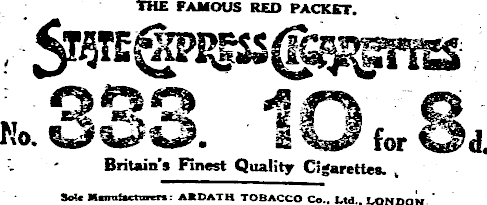 THE FAMOUS RED PACKET.
STATE EXPRESS CIGARETTES
No. 333. 10 for 8d.
Britain's Finest Quality Cigarettes.
Sole Manufacturers: ARDATH TOBACCO Co., Ltd., LONDON.